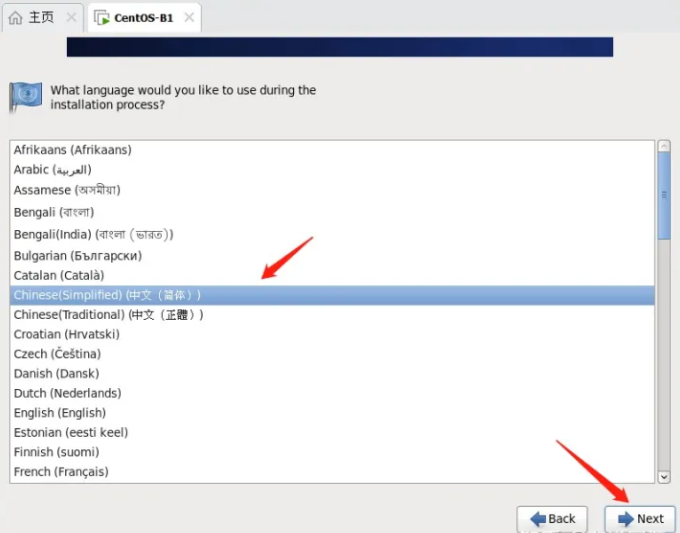 主页
CentOS-B1
What language would you like to use during the
installation process?
Afrikaans (Afrikaans)
Arabic (العربية)
Assamese (অসমীয়া)
Bengali (বাংলা)
Bengali(India) (বাংলা (ভারত))
Bulgarian (Български)
Catalan (Català)
Chinese(Simplified) (中文（简体）)
Chinese(Traditional) (中文（正體）)
Croatian (Hrvatski)
Czech (Čeština)
Danish (Dansk)
Dutch (Nederlands)
English (English)
Estonian (eesti keel)
Finnish (suomi)
French (Français)
Back
Next